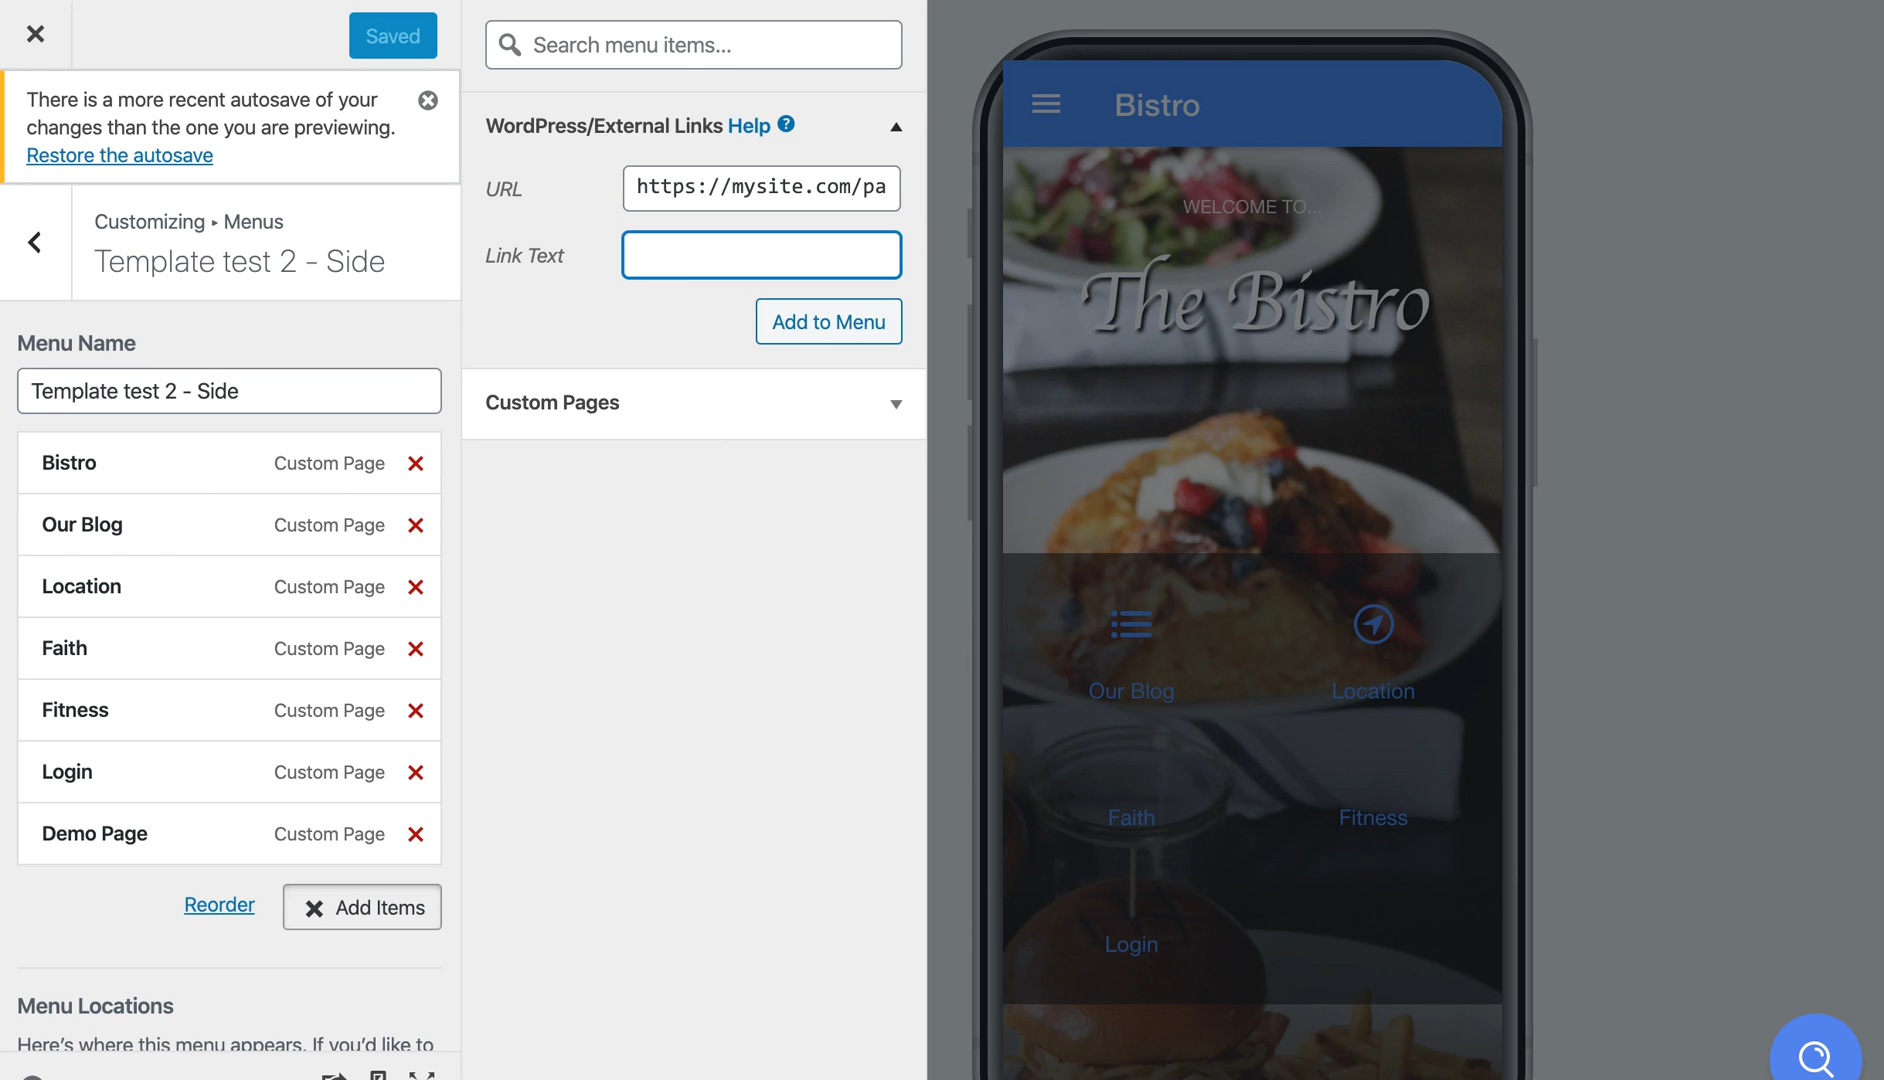 Saved
There is a more recent autosave of your
changes than the one you are previewing.
Restore the autosave
Customizing ▸ Menus
Template test 2 - Side
Menu Name
Template test 2 - Side
Bistro Custom Page
Our Blog Custom Page
Location Custom Page
Faith Custom Page
Fitness Custom Page
Login Custom Page
Demo Page Custom Page
Reorder
Add Items
Menu Locations
Here's where this menu appears. If you'd like to
Search menu items...
WordPress/External Links Help
URL https://mysite.com/pa
Link Text
Add to Menu
Custom Pages
Bistro
WELCOME TO...
The Bistro
Our Blog Location
Faith Fitness
Login